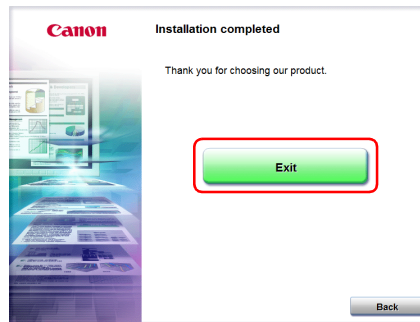 Canon
Installation completed
Thank you for choosing our product.
Exit
Back